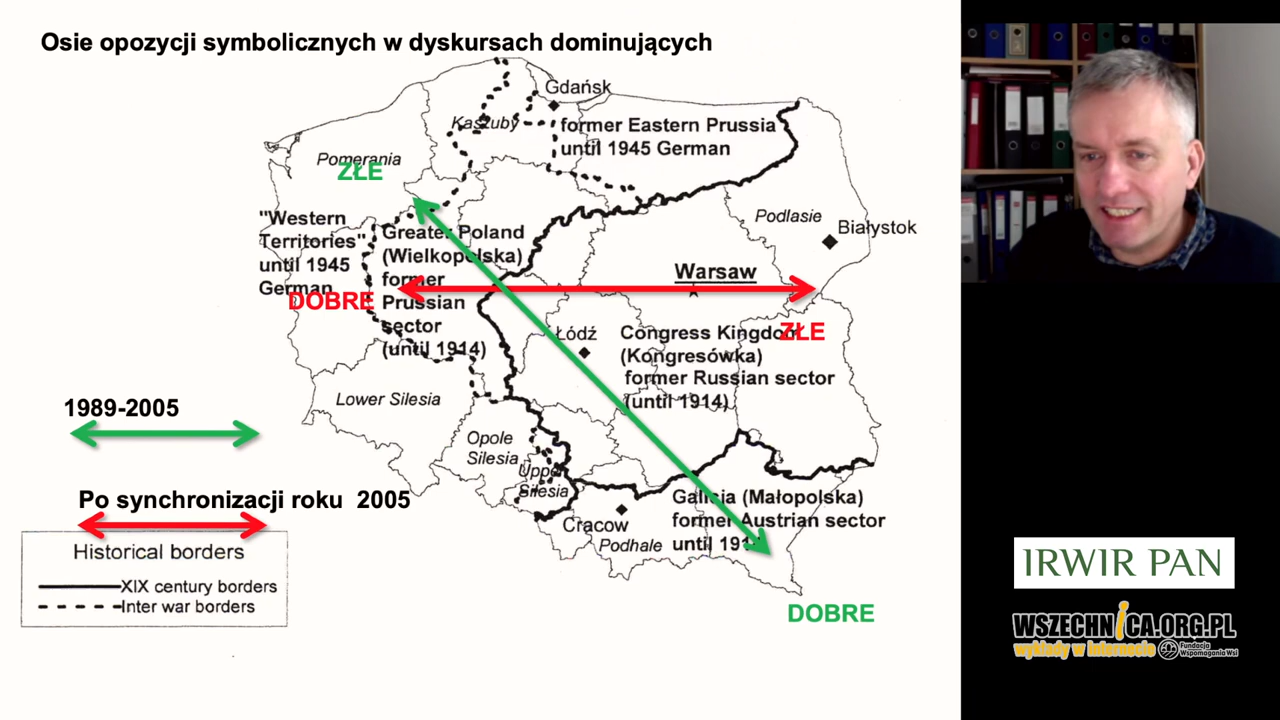 Osie opozycji symbolicznych w dyskursach dominujących
Gdańsk
Kaszuby
former Eastern Prussia
until 1945 German
Pomerania
ZŁE
"Western
Territories"
until 1945
German
DOBRE
Greater Poland
(Wielkopolska)
former
Prussian
sector
(until 1914)
Podlasie
Białystok
Warsaw
ZŁE
Łódź
Congress Kingdom
(Kongresówka)
former Russian sector
(until 1914)
Lower Silesia
1989-2005
Opole
Silesia
Upper
Silesia
Po synchronizacji roku 2005
Galicja (Małopolska)
former Austrian sector
until 191
Cracow
Podhale
DOBRE
Historical borders
XIX century borders
Inter war borders
IRWIR PAN
WSZECHNICA.ORG.PL
wykłady w internecie
Fundacja
Wspomagania Wsi